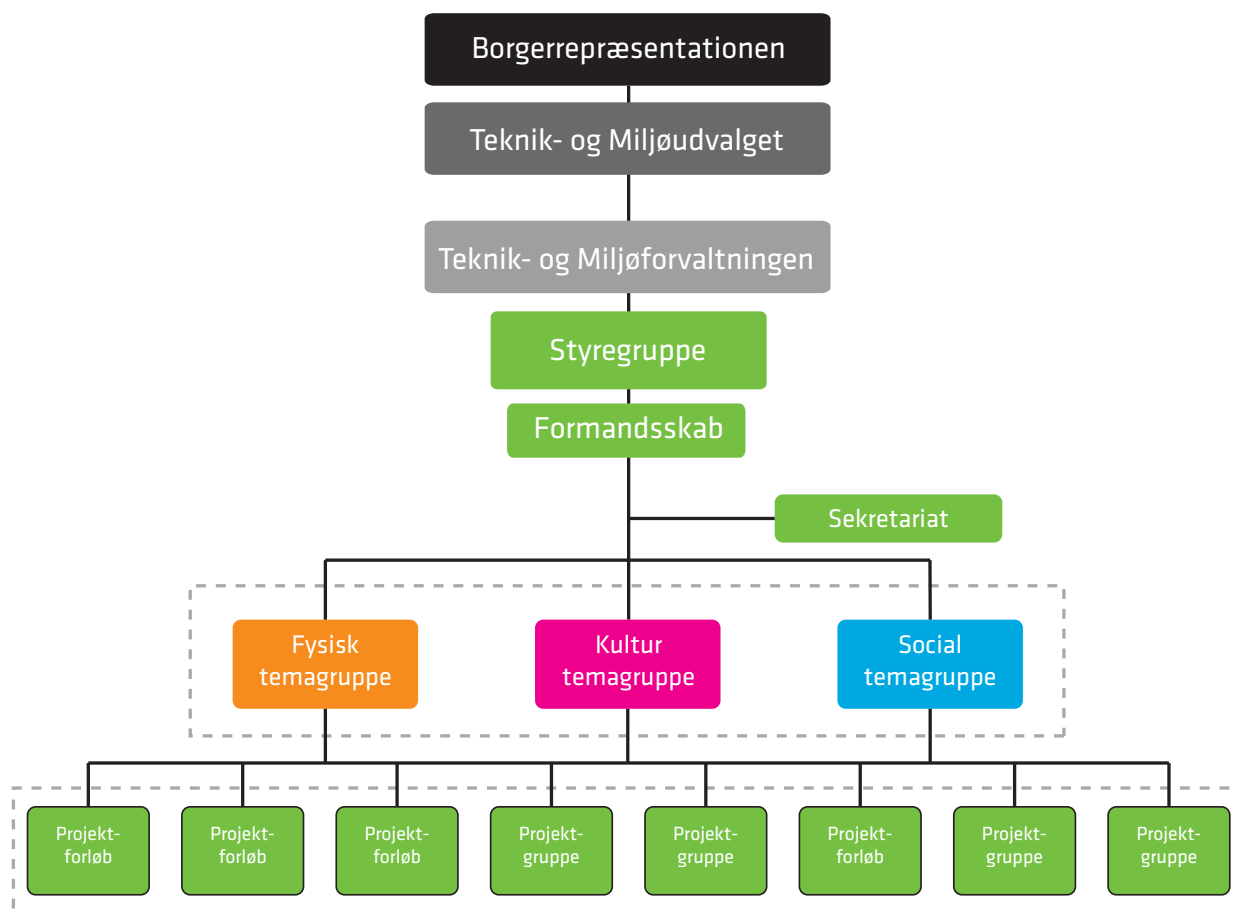 Borgerrepræsentationen
Teknik- og Miljøudvalget
Teknik- og Miljøforvaltningen
Styregruppe
Formandsskab
Sekretariat
Fysisk
temagruppe
Kultur
temagruppe
Social
temagruppe
Projekt-
forløb
Projekt-
forløb
Projekt-
forløb
Projekt-
gruppe
Projekt-
gruppe
Projekt-
forløb
Projekt-
gruppe
Projekt-
gruppe